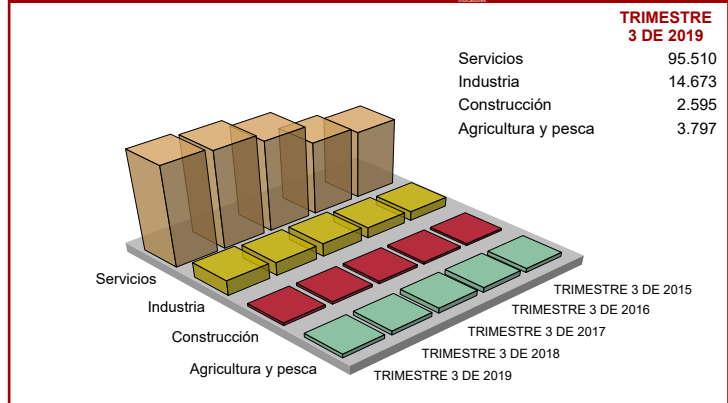 TRIMESTRE
3 DE 2019
Servicios 95.510
Industria 14.673
Construcción 2.595
Agricultura y pesca 3.797
Servicios
Industria
Construcción
Agricultura y pesca
TRIMESTRE 3 DE 2015
TRIMESTRE 3 DE 2016
TRIMESTRE 3 DE 2017
TRIMESTRE 3 DE 2018
TRIMESTRE 3 DE 2019